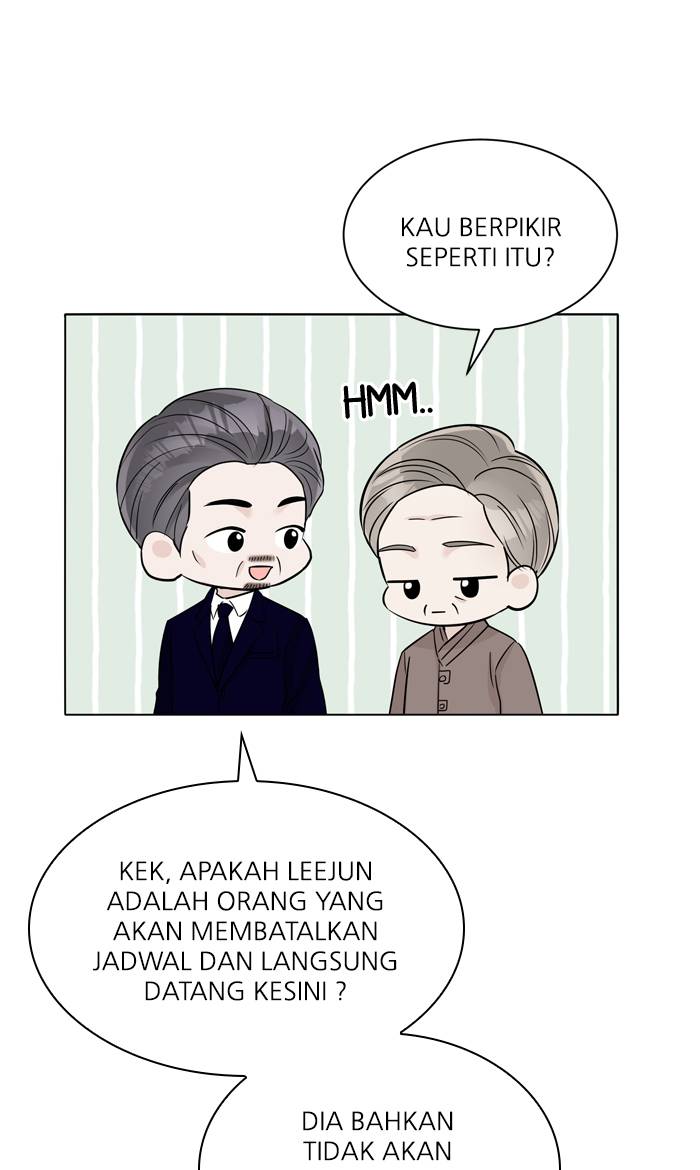 KAU BERPIKIR
SEPERTI ITU?
HMM..
KEK, APAKAH LEEJUN
ADALAH ORANG YANG
AKAN MEMBATALKAN
JADWAL DAN LANGSUNG
DATANG KESINI ?
DIA BAHKAN
TIDAK AKAN